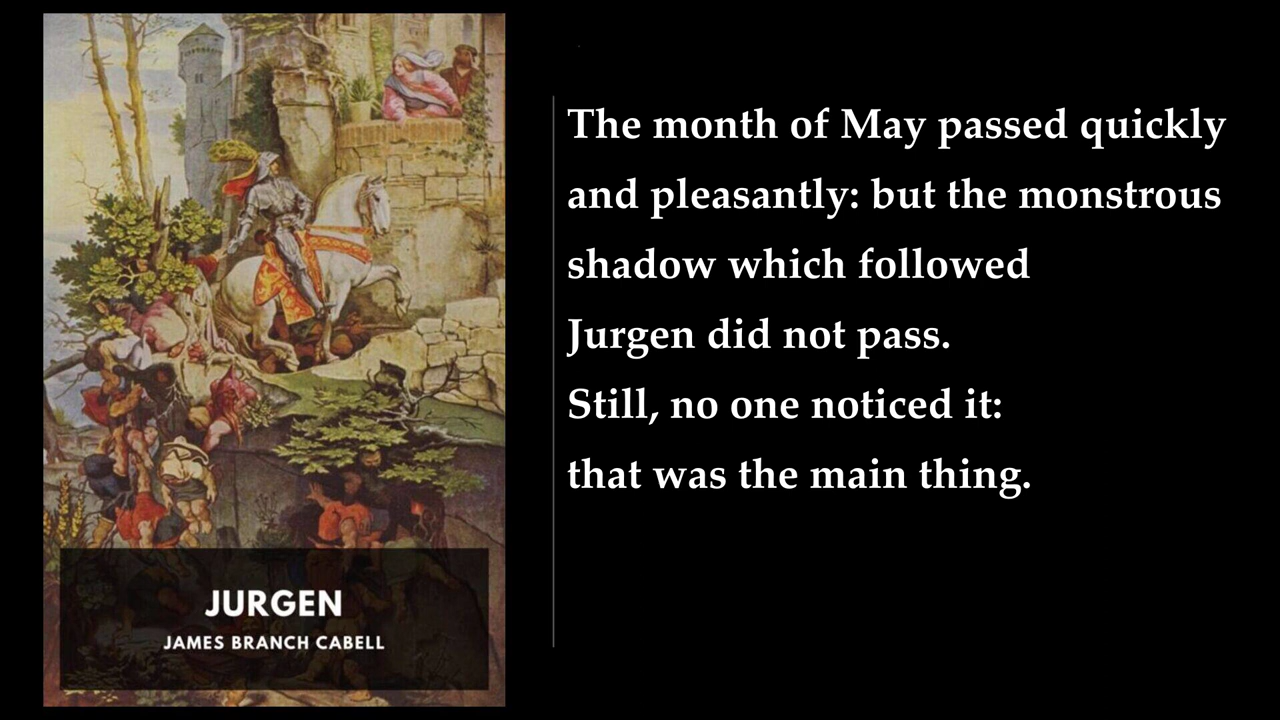 JURGEN
JAMES BRANCH CABELL
The month of May passed quickly
and pleasantly: but the monstrous
shadow which followed
Jurgen did not pass.
Still, no one noticed it:
that was the main thing.